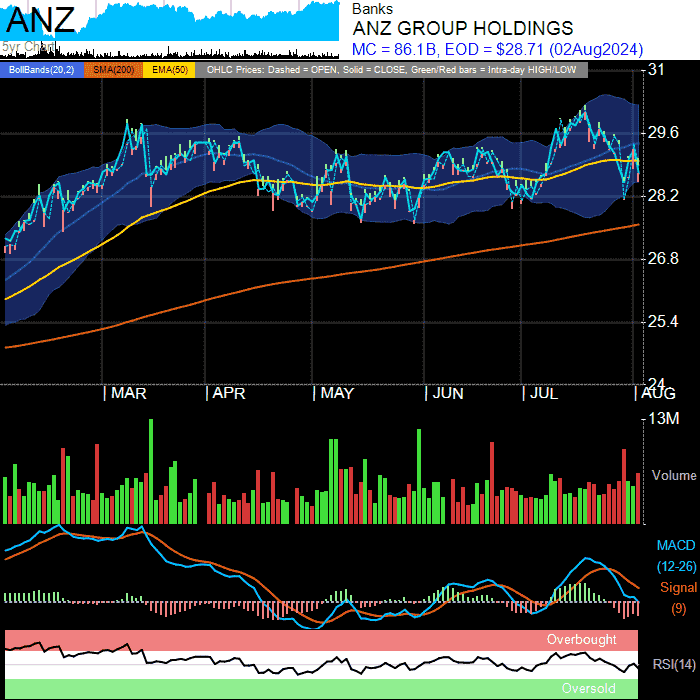 ANZ
5yr Chart
Banks
ANZ GROUP HOLDINGS
MC = 86.1B, EOD = $28.71 (02Aug2024)
BollBands(20,2) SMA(200) EMA(50) OHLC Prices: Dashed = OPEN, Solid = CLOSE, Green/Red bars = Intra-day HIGH/LOW
31
29.6
28.2
26.8
25.4
24
MAR APR MAY JUN JUL AUG
13M
Volume
MACD
(12-26)
Signal
(9)
Overbought
RSI(14)
Oversold